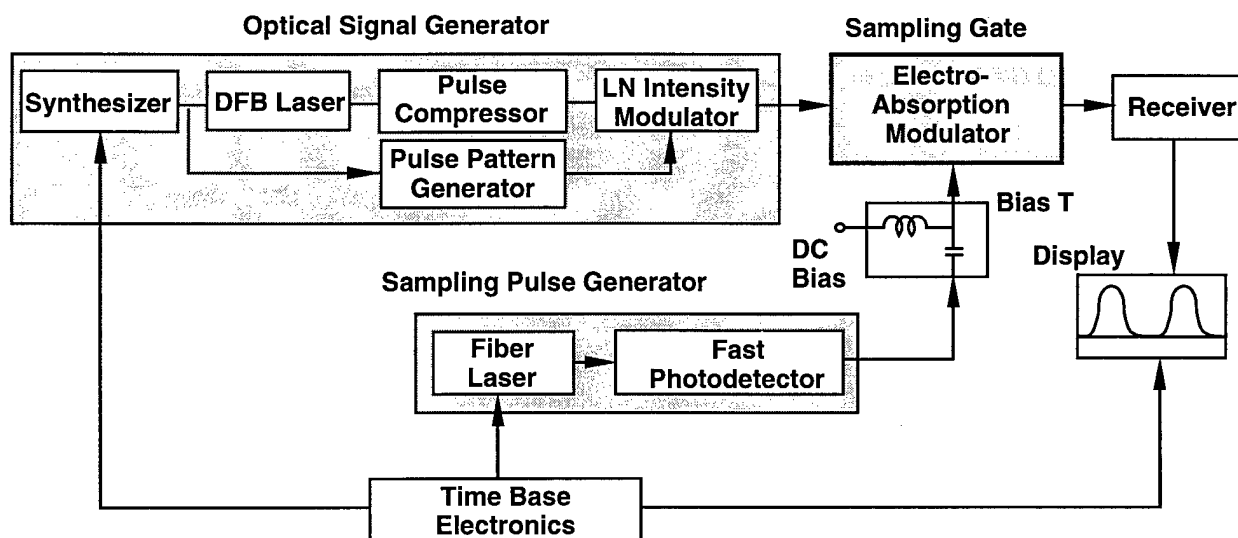 Optical Signal Generator
Sampling Gate
Synthesizer
DFB Laser
Pulse
Compressor
LN Intensity
Modulator
Electro-
Absorption
Modulator
Receiver
Pulse Pattern
Generator
Bias T
DC
Bias
Display
Sampling Pulse Generator
Fiber
Laser
Fast
Photodetector
Time Base
Electronics